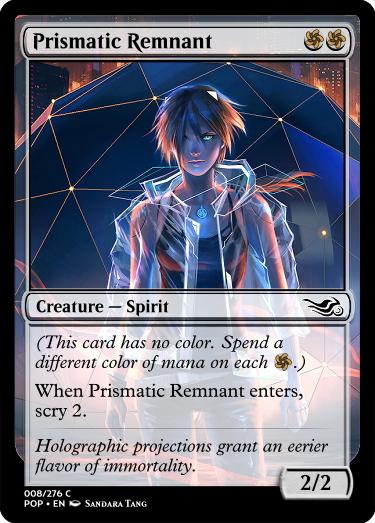 Prismatic Remnant
Creature — Spirit
(This card has no color. Spend a
different color of mana on each .)
When Prismatic Remnant enters,
scry 2.
Holographic projections grant an eerier
flavor of immortality.
2/2
008/276 C
POP • EN Sandara Tang